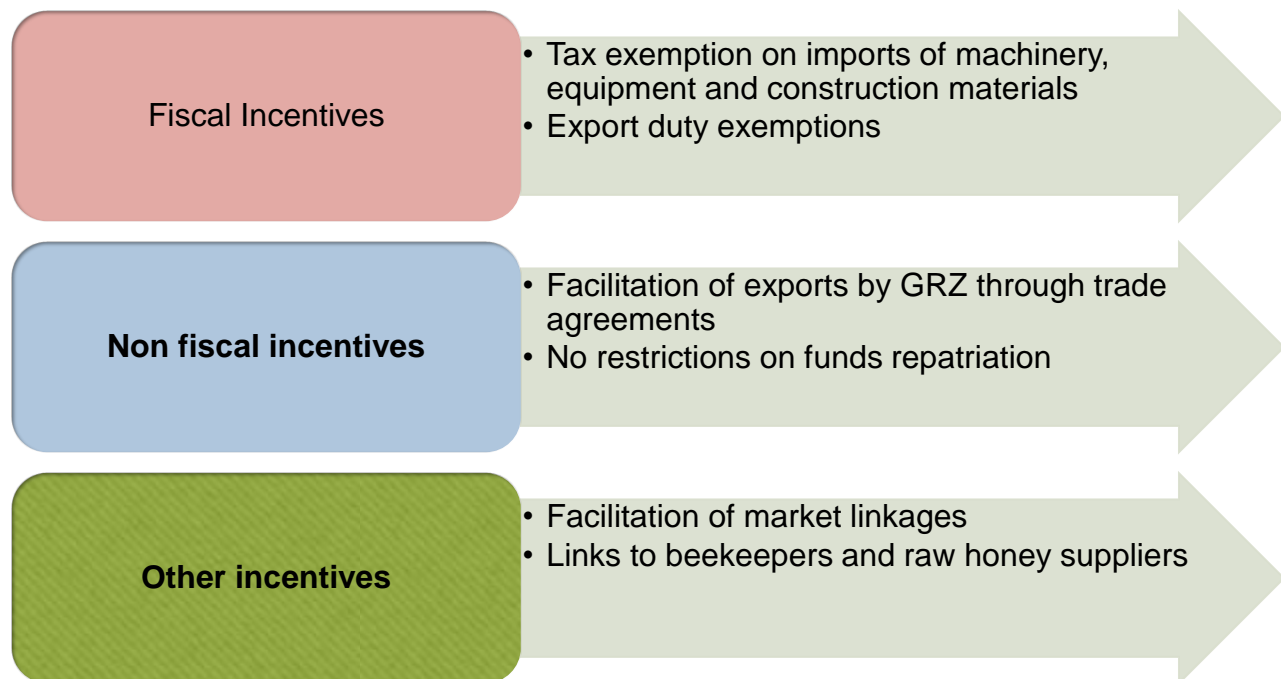 Fiscal Incentives
• Tax exemption on imports of machinery,
equipment and construction materials
• Export duty exemptions
Non fiscal incentives
• Facilitation of exports by GRZ through trade
agreements
• No restrictions on funds repatriation
Other incentives
• Facilitation of market linkages
• Links to beekeepers and raw honey suppliers